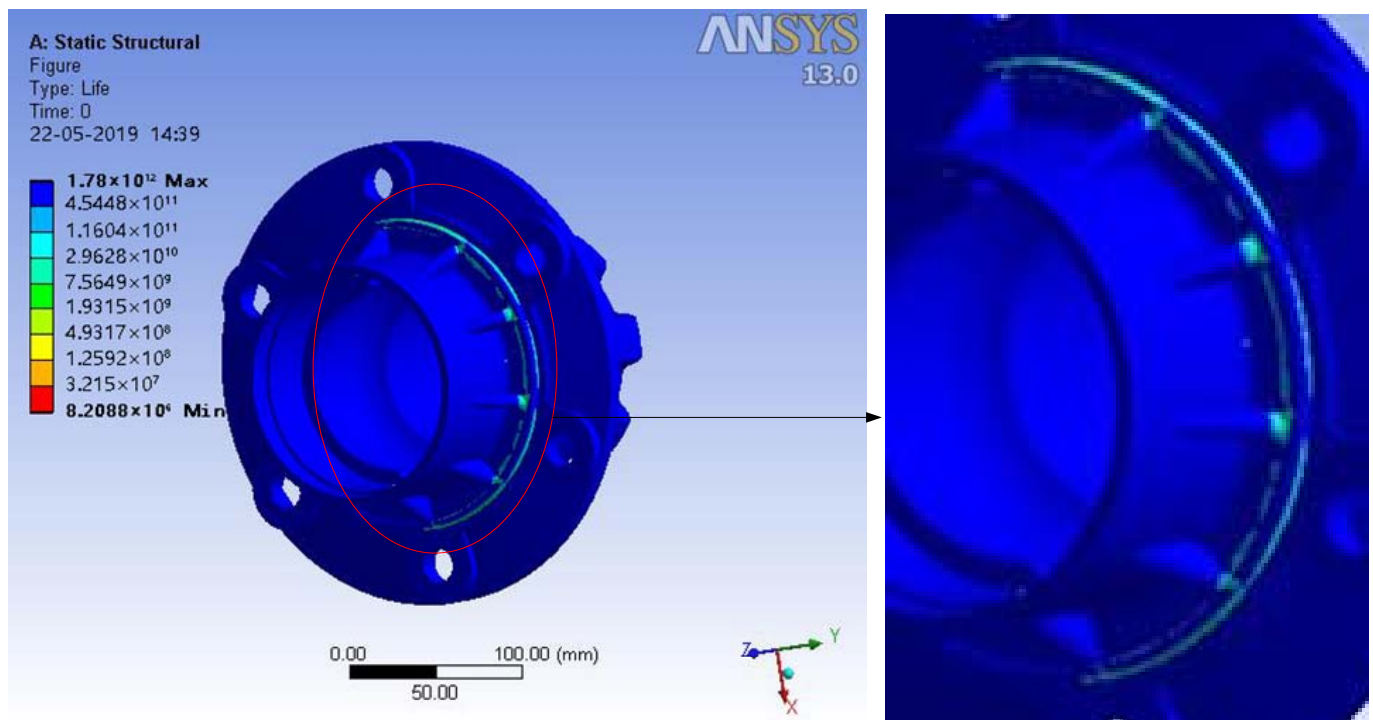 A: Static Structural
Figure
Type: Life
Time: 0
22-05-2019 14:39
ANSYS
13.0
1.78×10¹² Max
4.5448×10¹¹
1.1604×10¹¹
2.9628×10¹⁰
7.5649×10⁹
1.9315×10⁹
4.9317×10⁸
1.2592×10⁸
3.215×10⁷
8.2088×10⁶ Min
0.00 100.00 (mm)
50.00
Z
Y
X